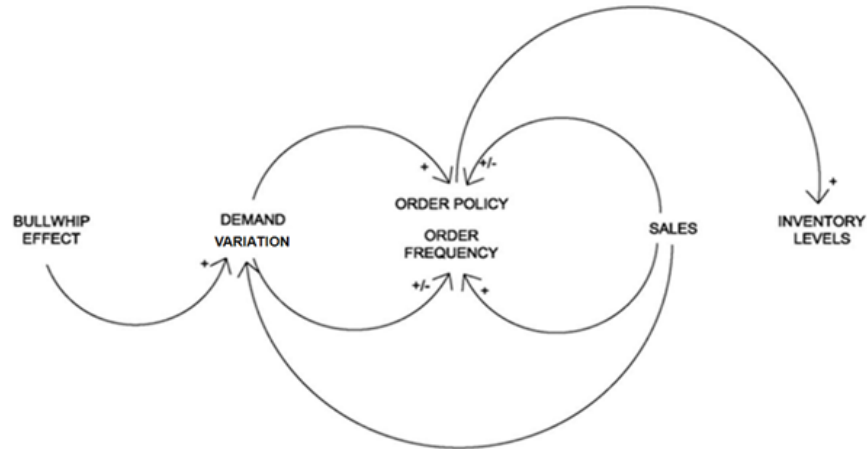 BULLWHIP
EFFECT
+
DEMAND
VARIATION
+
+/-
ORDER POLICY
ORDER
FREQUENCY
+/-
+
SALES
+
INVENTORY
LEVELS